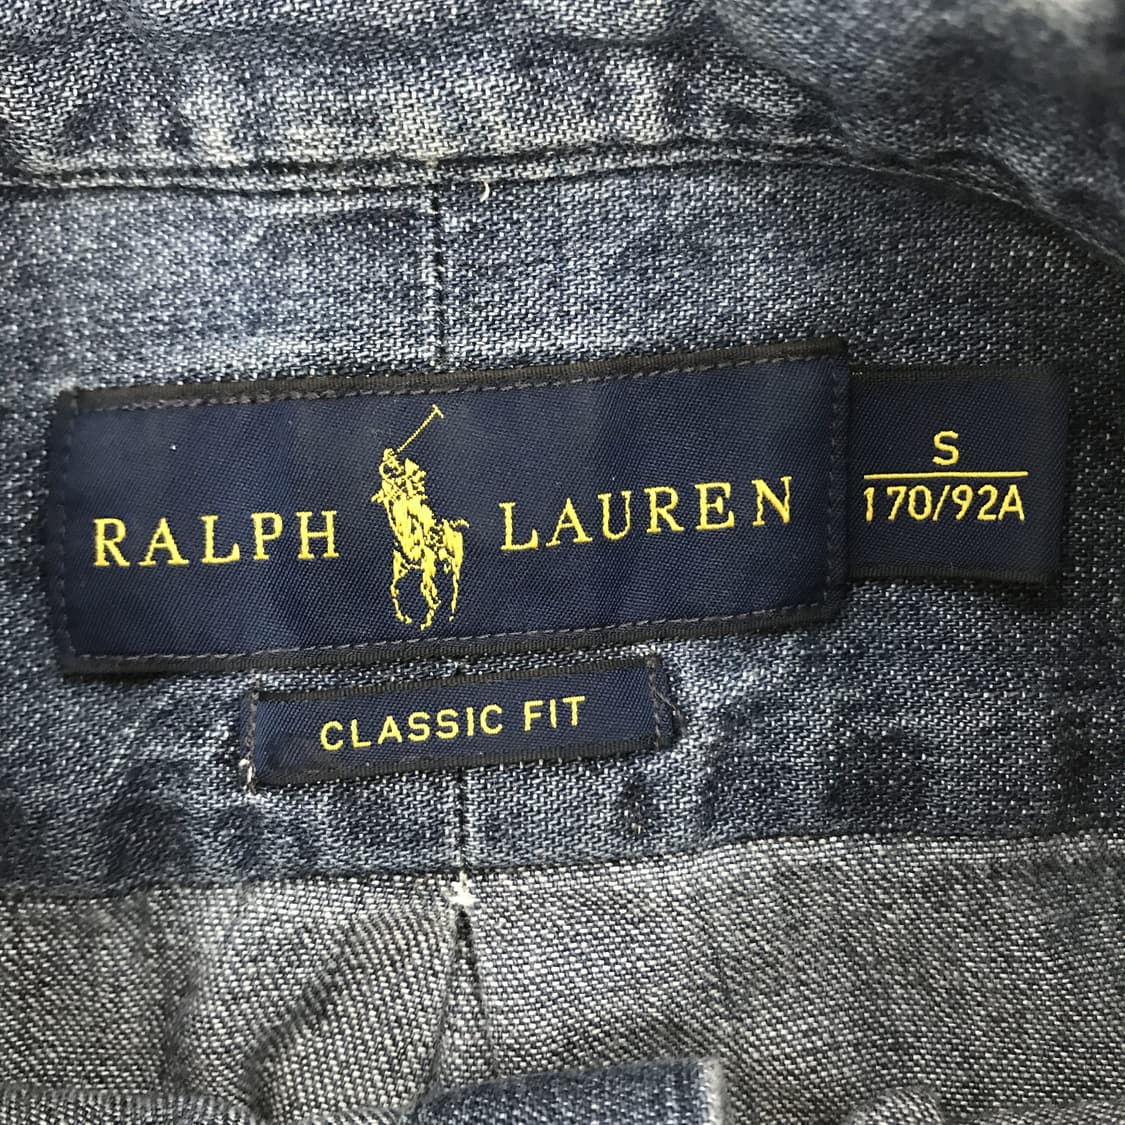 RALPH LAUREN
S
170/92A
CLASSIC FIT